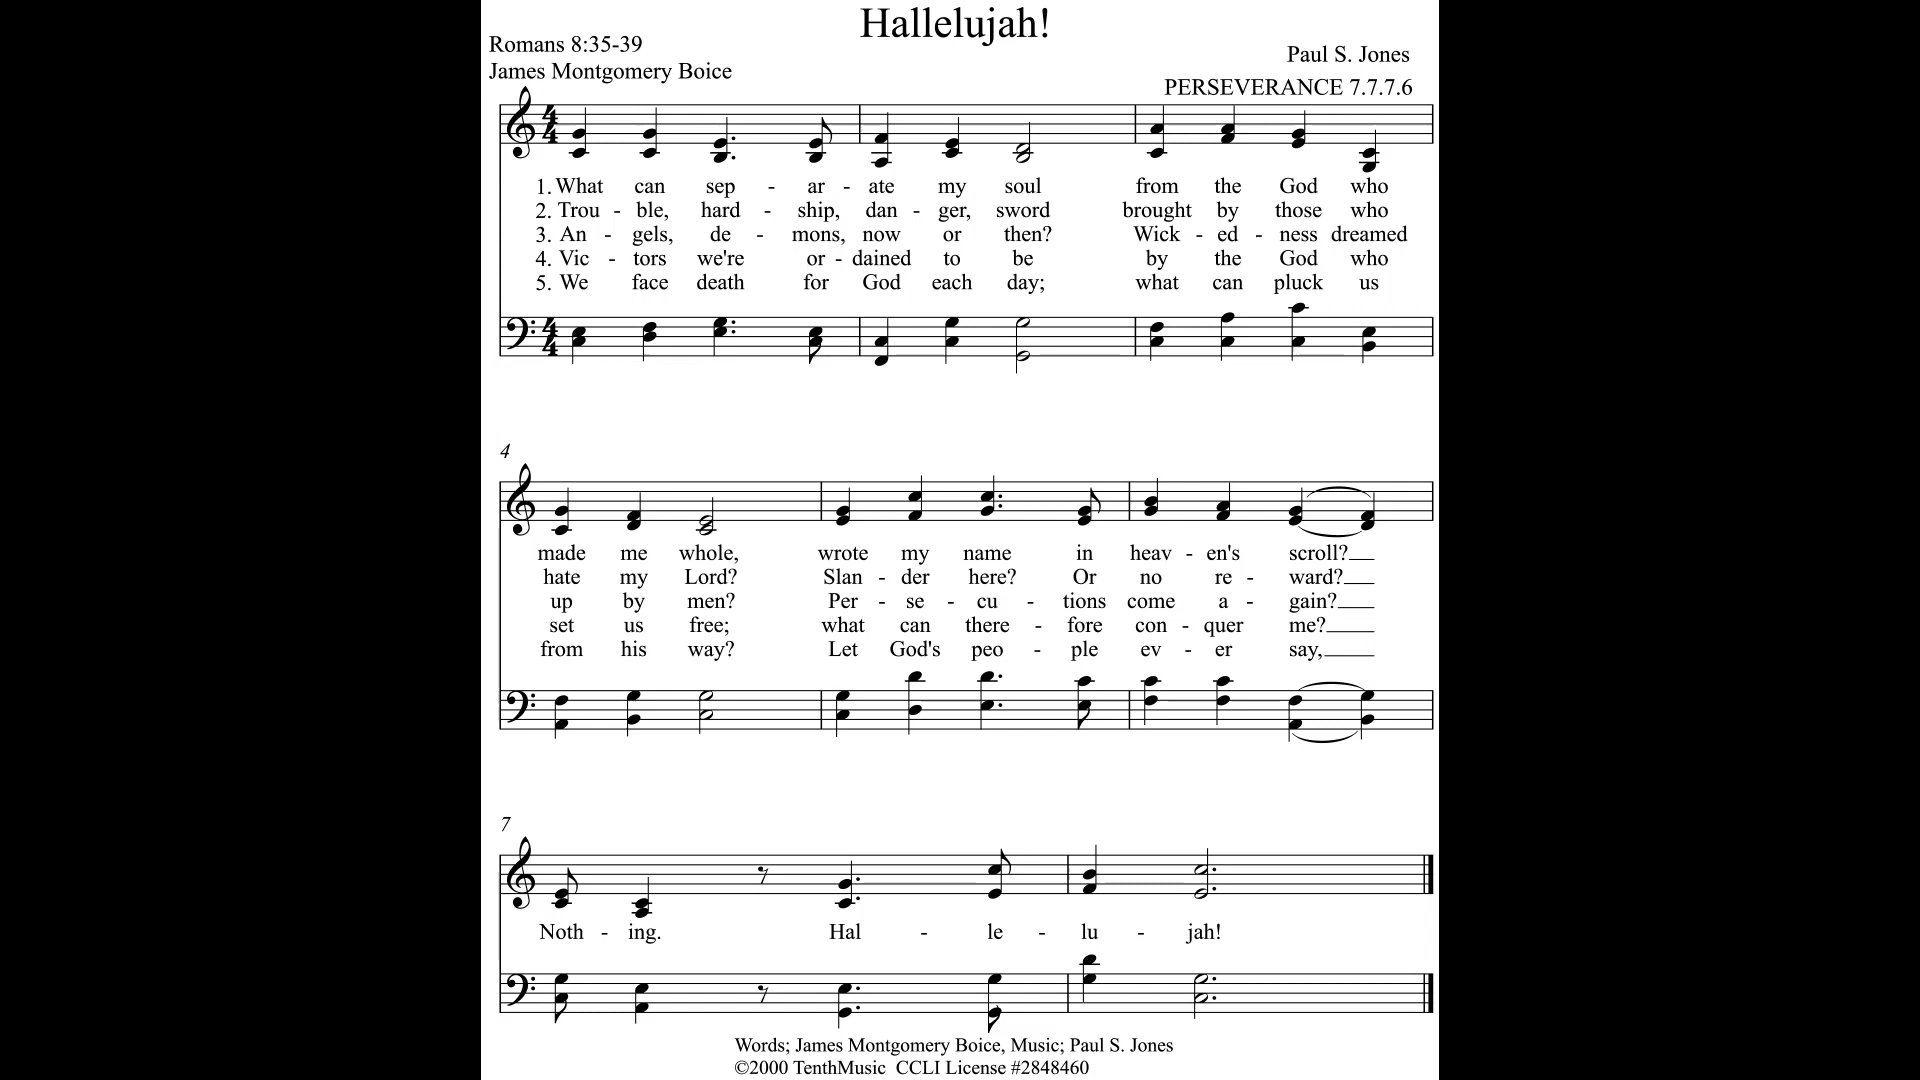 Hallelujah!
Romans 8:35-39
Paul S. Jones
James Montgomery Boice
PERSEVERANCE 7.7.7.6
4 4
1. What can sep - ar - ate my soul from the God who
2. Trou - ble, hard - ship, dan - ger, sword brought by those who
3. An - gels, de - mons, now or then? Wick - ed - ness dreamed
4. Vic - tors we're or - dained to be by the God who
5. We face death for God each day; what can pluck us
4 4
4
made me whole, wrote my name in heav - en's scroll?
hate my Lord? Slan - der here? Or no re - ward?
up by men? Per - se - cu - tions come a - gain?
set us free; what can there - fore con - quer me?
from his way? Let God's peo - ple ev - er say,
7
Noth - ing. Hal - le - lu - jah!
Words; James Montgomery Boice, Music; Paul S. Jones
©2000 TenthMusic CCLI License #2848460